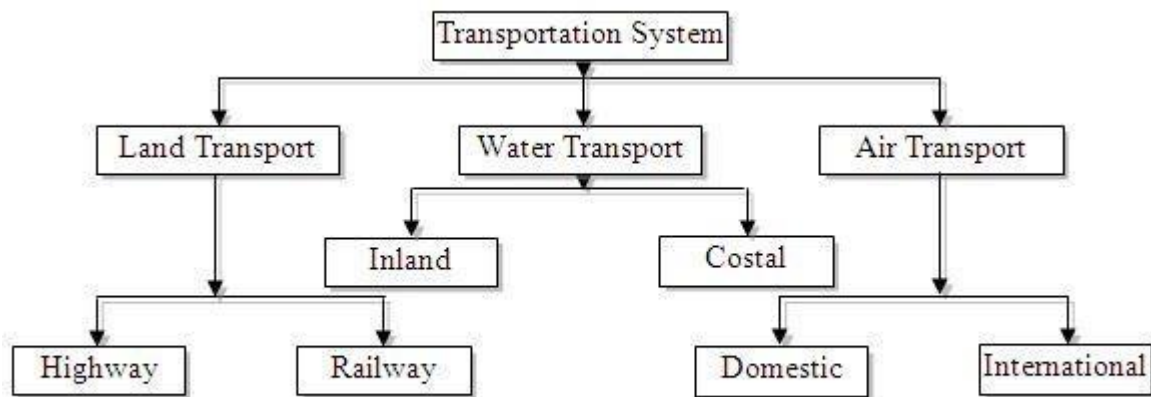 Transportation System
Land Transport
Water Transport
Air Transport
Inland
Costal
Highway
Railway
Domestic
International